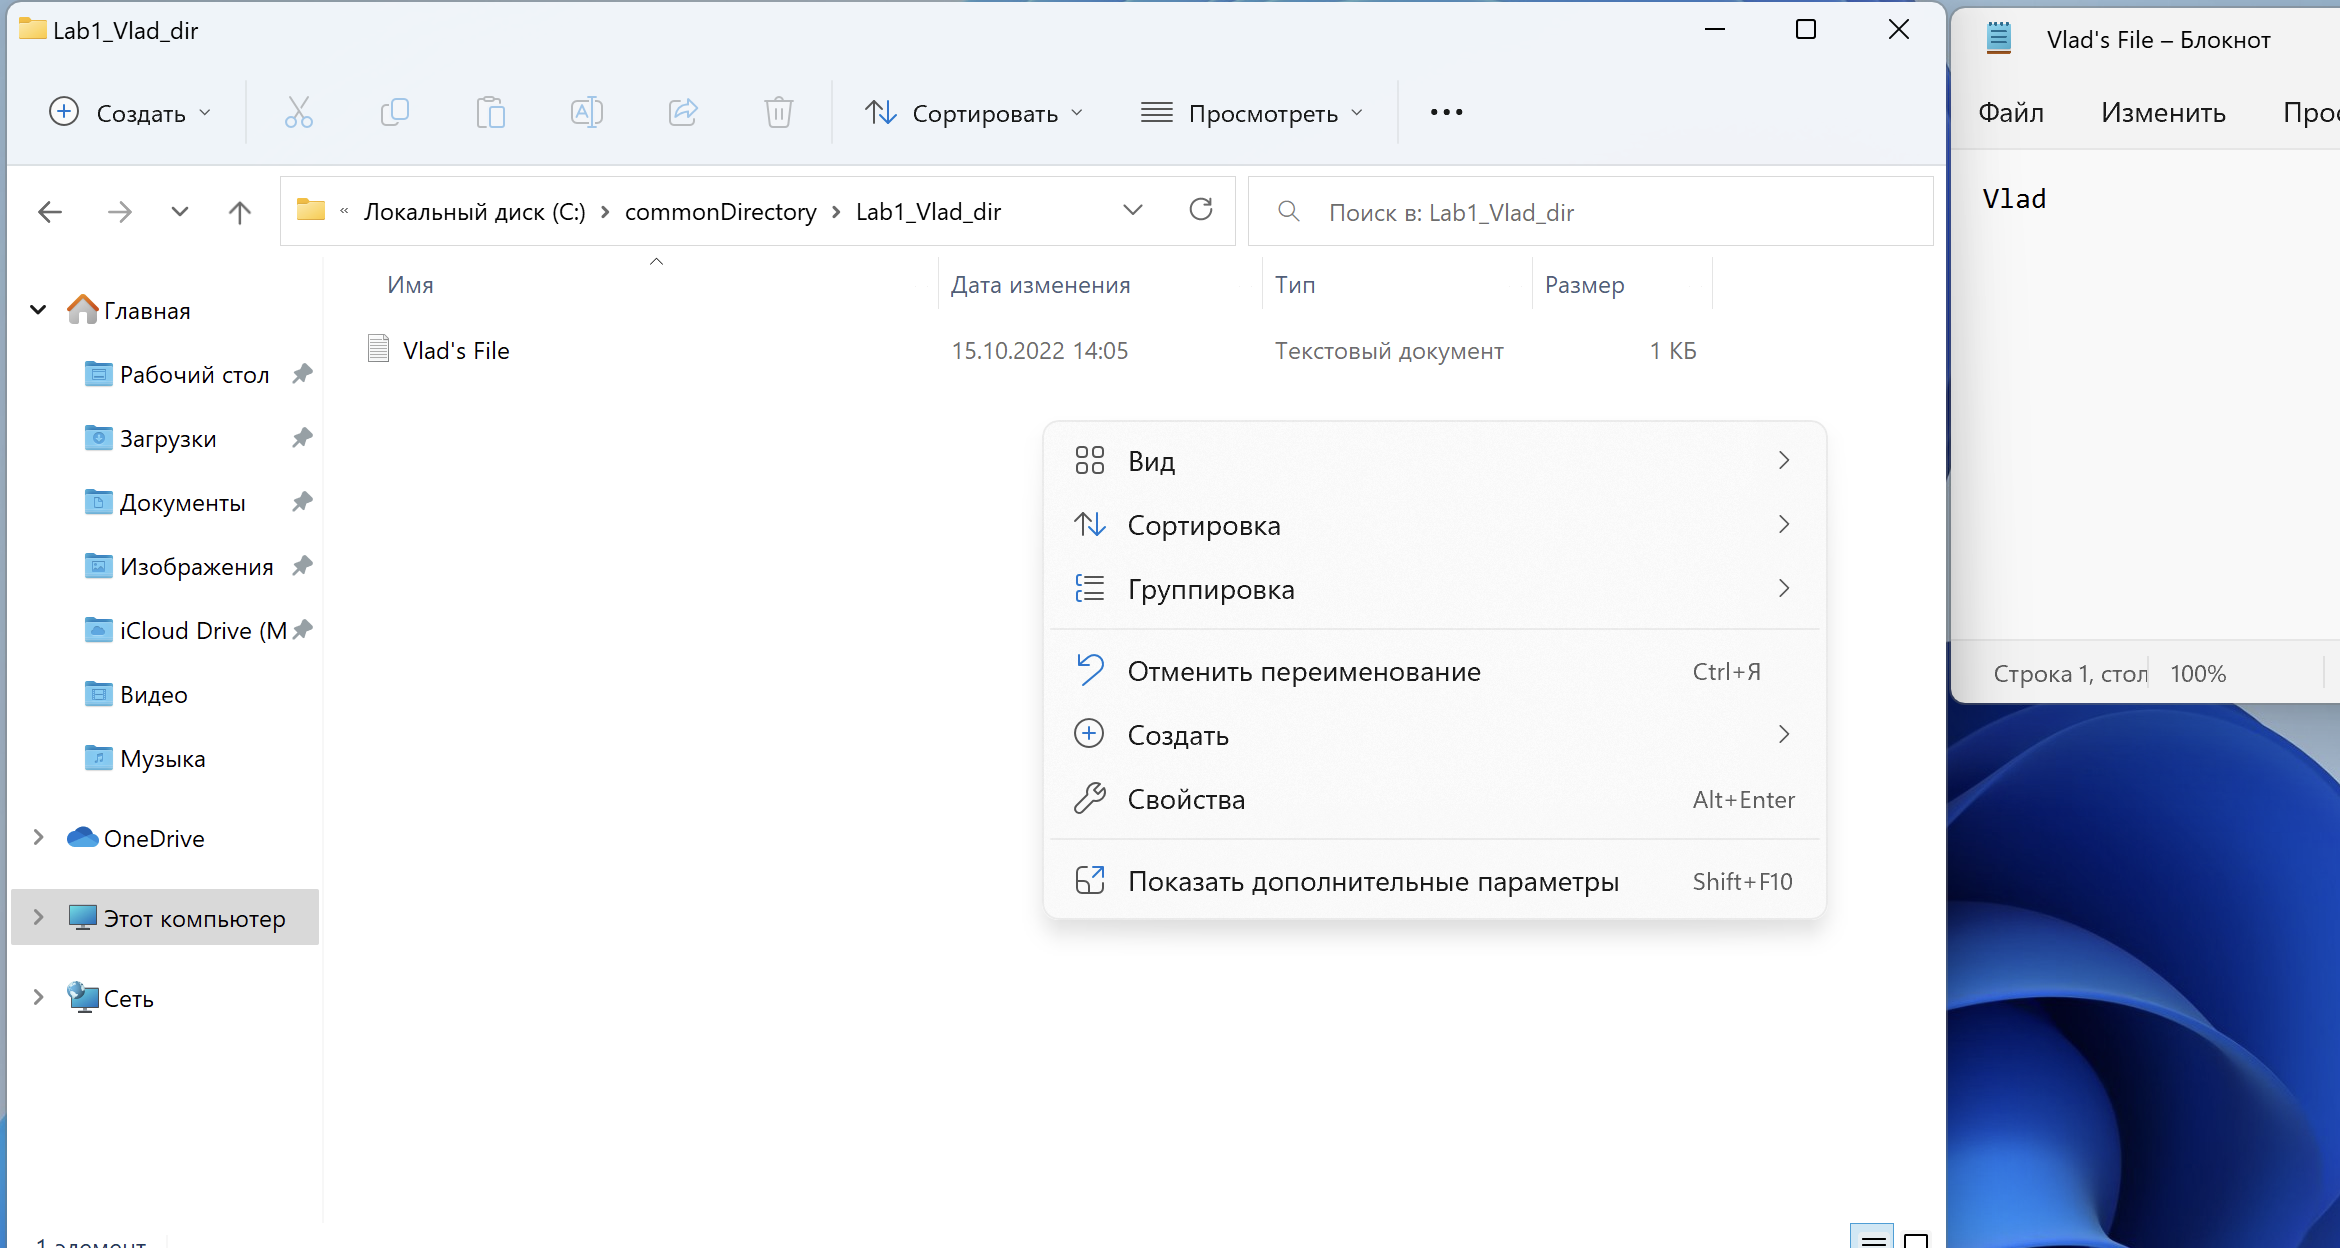 Lab1_Vlad_dir
Создать
Сортировать
Просмотреть
Локальный диск (C:) commonDirectory Lab1_Vlad_dir
Поиск в: Lab1_Vlad_dir
Имя Дата изменения Тип Размер
Vlad's File 15.10.2022 14:05 Текстовый документ 1 КБ
Главная
Рабочий стол
Загрузки
Документы
Изображения
iCloud Drive (M
Видео
Музыка
OneDrive
Этот компьютер
Сеть
1 элемент
Вид
Сортировка
Группировка
Отменить переименование Ctrl+Я
Создать
Свойства Alt+Enter
Показать дополнительные параметры Shift+F10
Vlad's File – Блокнот
Файл Изменить
Vlad
Строка 1, стол 100%